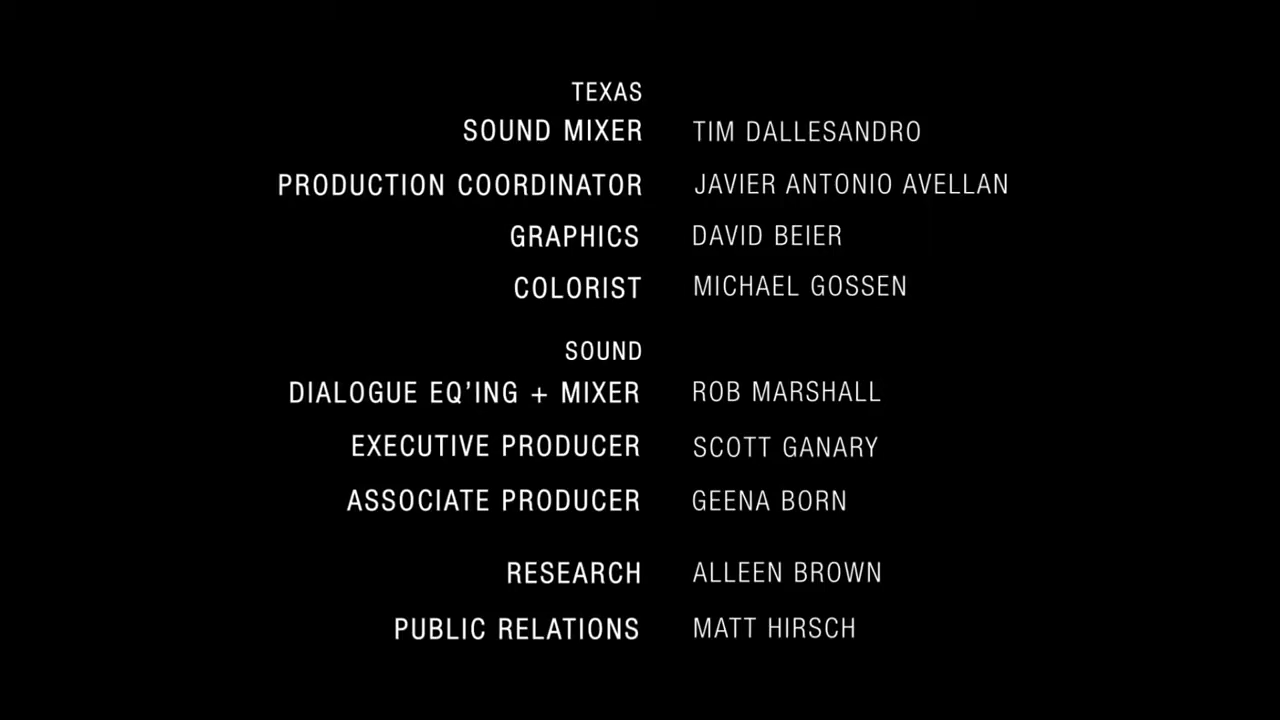 TEXAS
SOUND MIXER TIM DALLESANDRO
PRODUCTION COORDINATOR JAVIER ANTONIO AVELLAN
GRAPHICS DAVID BEIER
COLORIST MICHAEL GOSSEN
SOUND
DIALOGUE EQ’ING + MIXER ROB MARSHALL
EXECUTIVE PRODUCER SCOTT GANARY
ASSOCIATE PRODUCER GEENA BORN
RESEARCH ALLEEN BROWN
PUBLIC RELATIONS MATT HIRSCH